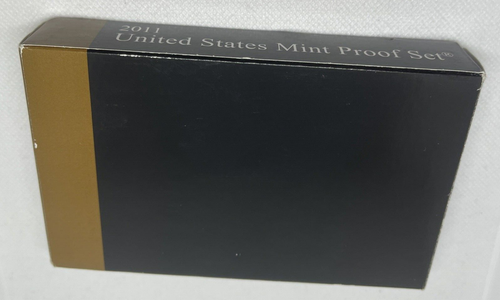 2011
United States Mint Proof Set®